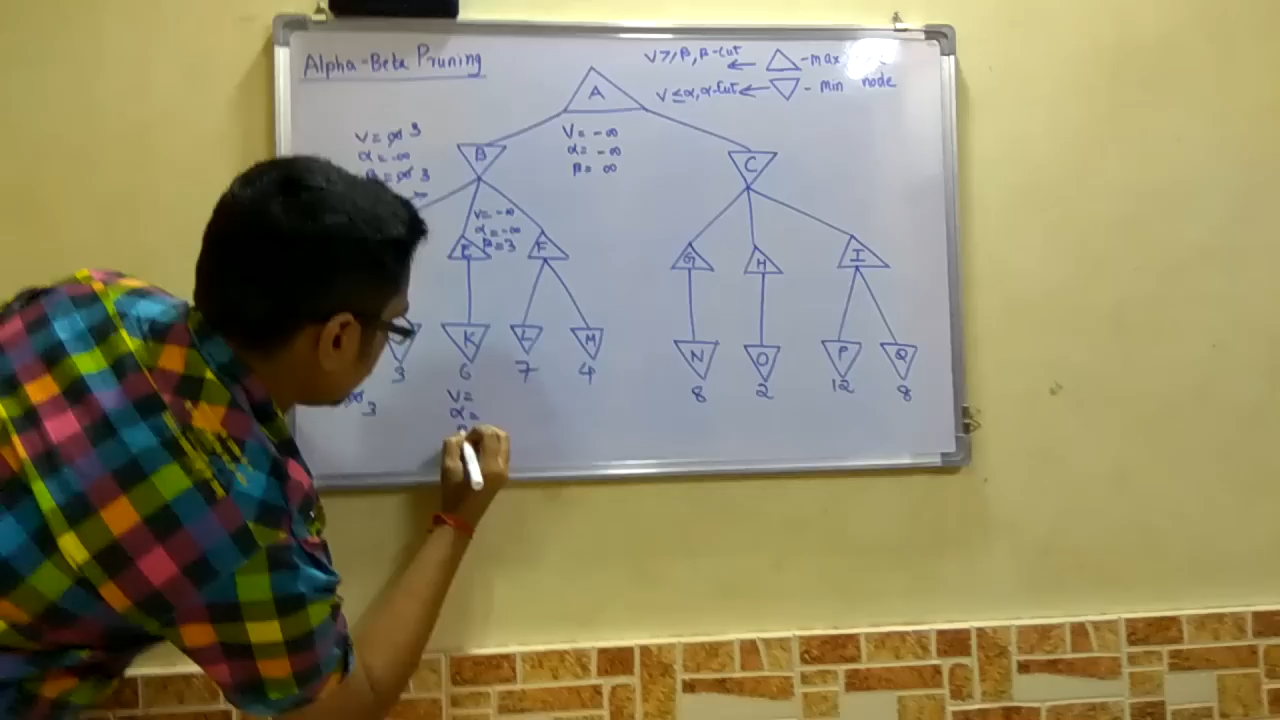 Alpha-Beta Pruning
V ≥, β, β-cut ← △ -max
V ≤ α, α-cut ← ▽ - min node
A
V = -∞
α = -∞
β = ∞
V = ∞ 3
α = -∞
β = ∞ 3
B
C
V = -∞
α = -∞
β = 3
E
F
G
H
I
K
L
M
N
O
P
Q
3
6
7
4
8
2
12
8
∞ 3
V =
α =